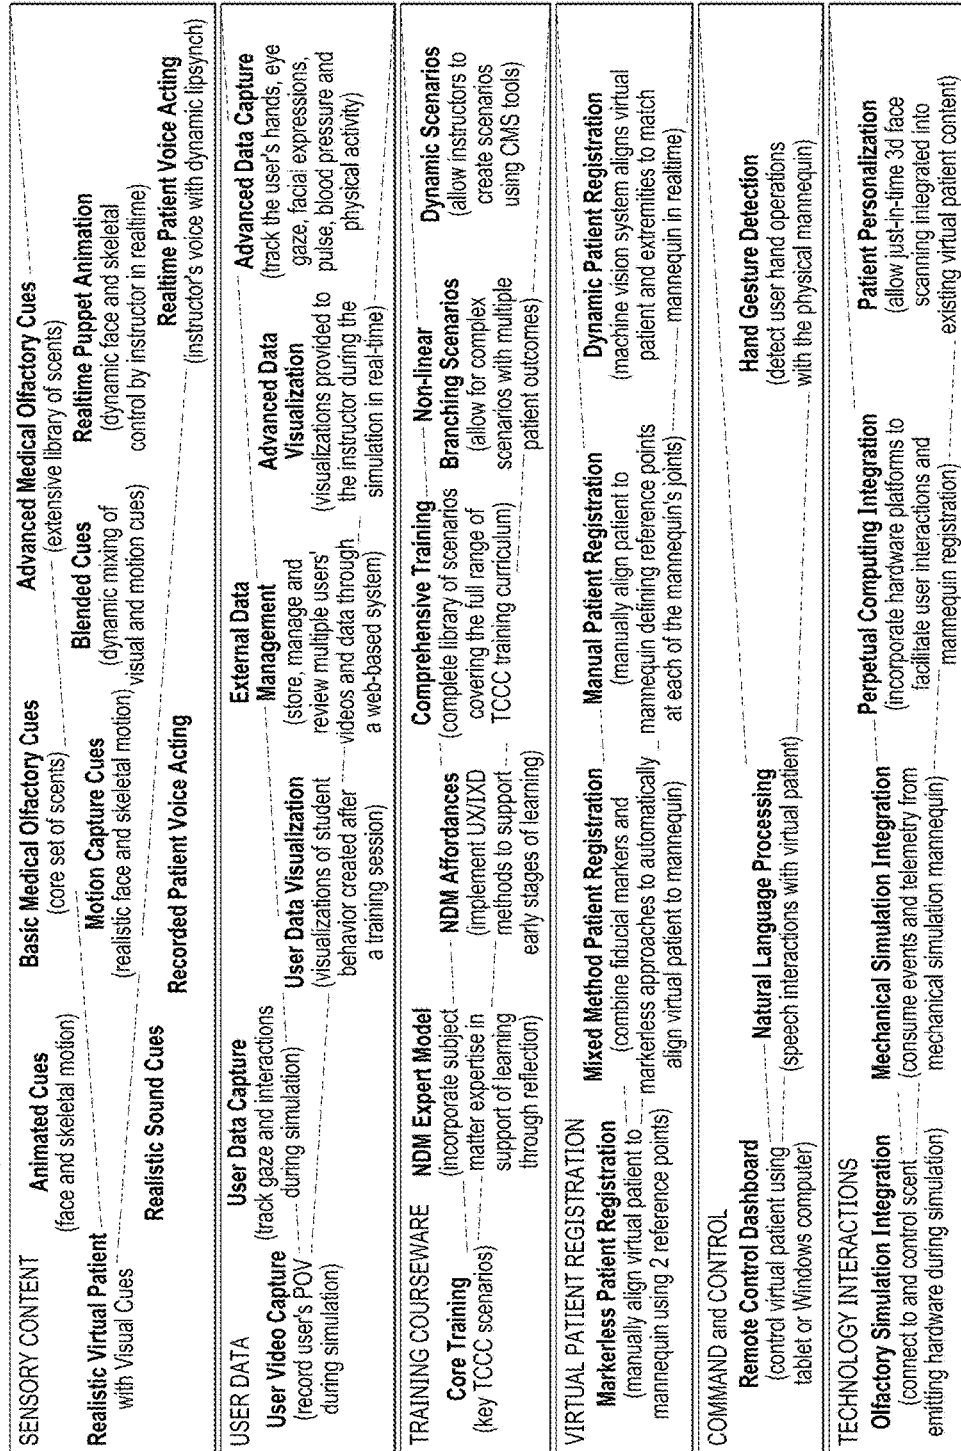 SENSORY CONTENT
Realistic Virtual Patient
with Visual Cues
Animated Cues
(face and skeletal motion)
Realistic Sound Cues
Basic Medical Olfactory Cues
(core set of scents)
Motion Capture Cues
(realistic face and skeletal motion)
Recorded Patient Voice Acting
Advanced Medical Olfactory Cues
(extensive library of scents)
Blended Cues
(dynamic mixing of
visual and motion cues)
Realtime Puppet Animation
(dynamic face and skeletal
control by instructor in realtime)
Realtime Patient Voice Acting
(instructor's voice with dynamic lipsynch)
USER DATA
User Video Capture
(record user's POV
during simulation)
User Data Capture
(track gaze and interactions
during simulation)
User Data Visualization
(visualizations of student
behavior created after
a training session)
External Data
Management
(store, manage and
review multiple users'
videos and data through
a web-based system)
Advanced Data
Visualization
(visualizations provided to
the instructor during the
simulation in real-time)
Advanced Data Capture
(track the user's hands, eye
gaze, facial expressions,
pulse, blood pressure and
physical activity)
TRAINING COURSEWARE
Core Training
(key TCCC scenarios)
NDM Expert Model
(incorporate subject
matter expertise in
support of learning
through reflection)
NDM Affordances
(implement UX/IXD
methods to support
early stages of learning)
Comprehensive Training
(complete library of scenarios
covering the full range of
TCCC training curriculum)
Non-linear
Branching Scenarios
(allow for complex
scenarios with multiple
patient outcomes)
Dynamic Scenarios
(allow instructors to
create scenarios
using CMS tools)
VIRTUAL PATIENT REGISTRATION
Markerless Patient Registration
(manually align virtual patient to
mannequin using 2 reference points)
Mixed Method Patient Registration
(combine fiducial markers and
markerless approaches to automatically
align virtual patient to mannequin)
Manual Patient Registration
(manually align patient to
mannequin defining reference points
at each of the mannequin's joints)
Dynamic Patient Registration
(machine vision system aligns virtual
patient and extremities to match
mannequin in realtime)
COMMAND and CONTROL
Remote Control Dashboard
(control virtual patient using
tablet or Windows computer)
Natural Language Processing
(speech interactions with virtual patient)
Hand Gesture Detection
(detect user hand operations
with the physical mannequin)
TECHNOLOGY INTERACTIONS
Olfactory Simulation Integration
(connect to and control scent
emitting hardware during simulation)
Mechanical Simulation Integration
(consume events and telemetry from
mechanical simulation mannequin)
Perpetual Computing Integration
(incorporate hardware platforms to
facilitate user interactions and
mannequin registration)
Patient Personalization
(allow just-in-time 3d face
scanning integrated into
existing virtual patient content)